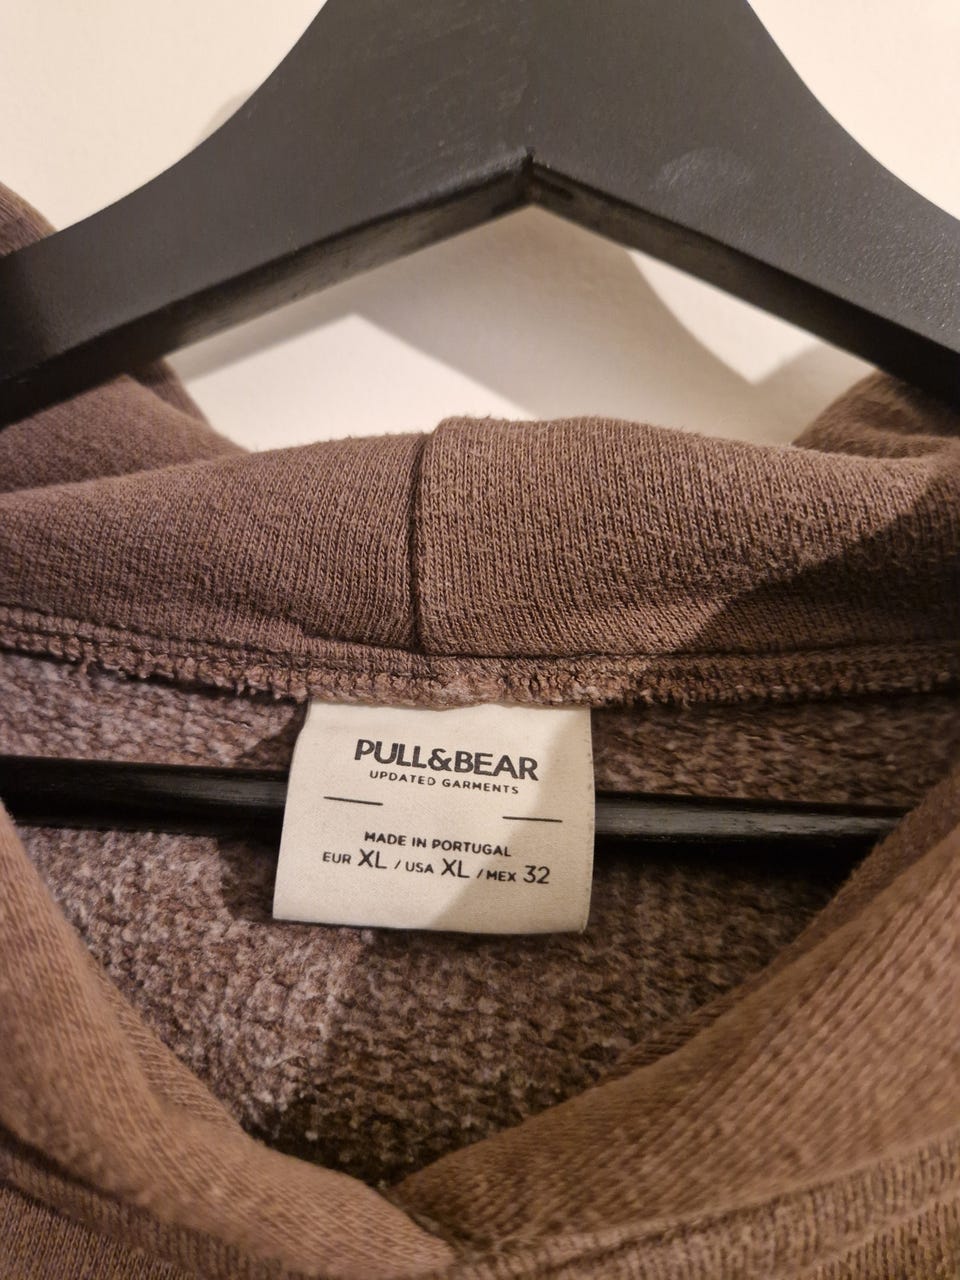 PULL&BEAR
UPDATED GARMENTS
MADE IN PORTUGAL
EUR XL / USA XL / MEX 32